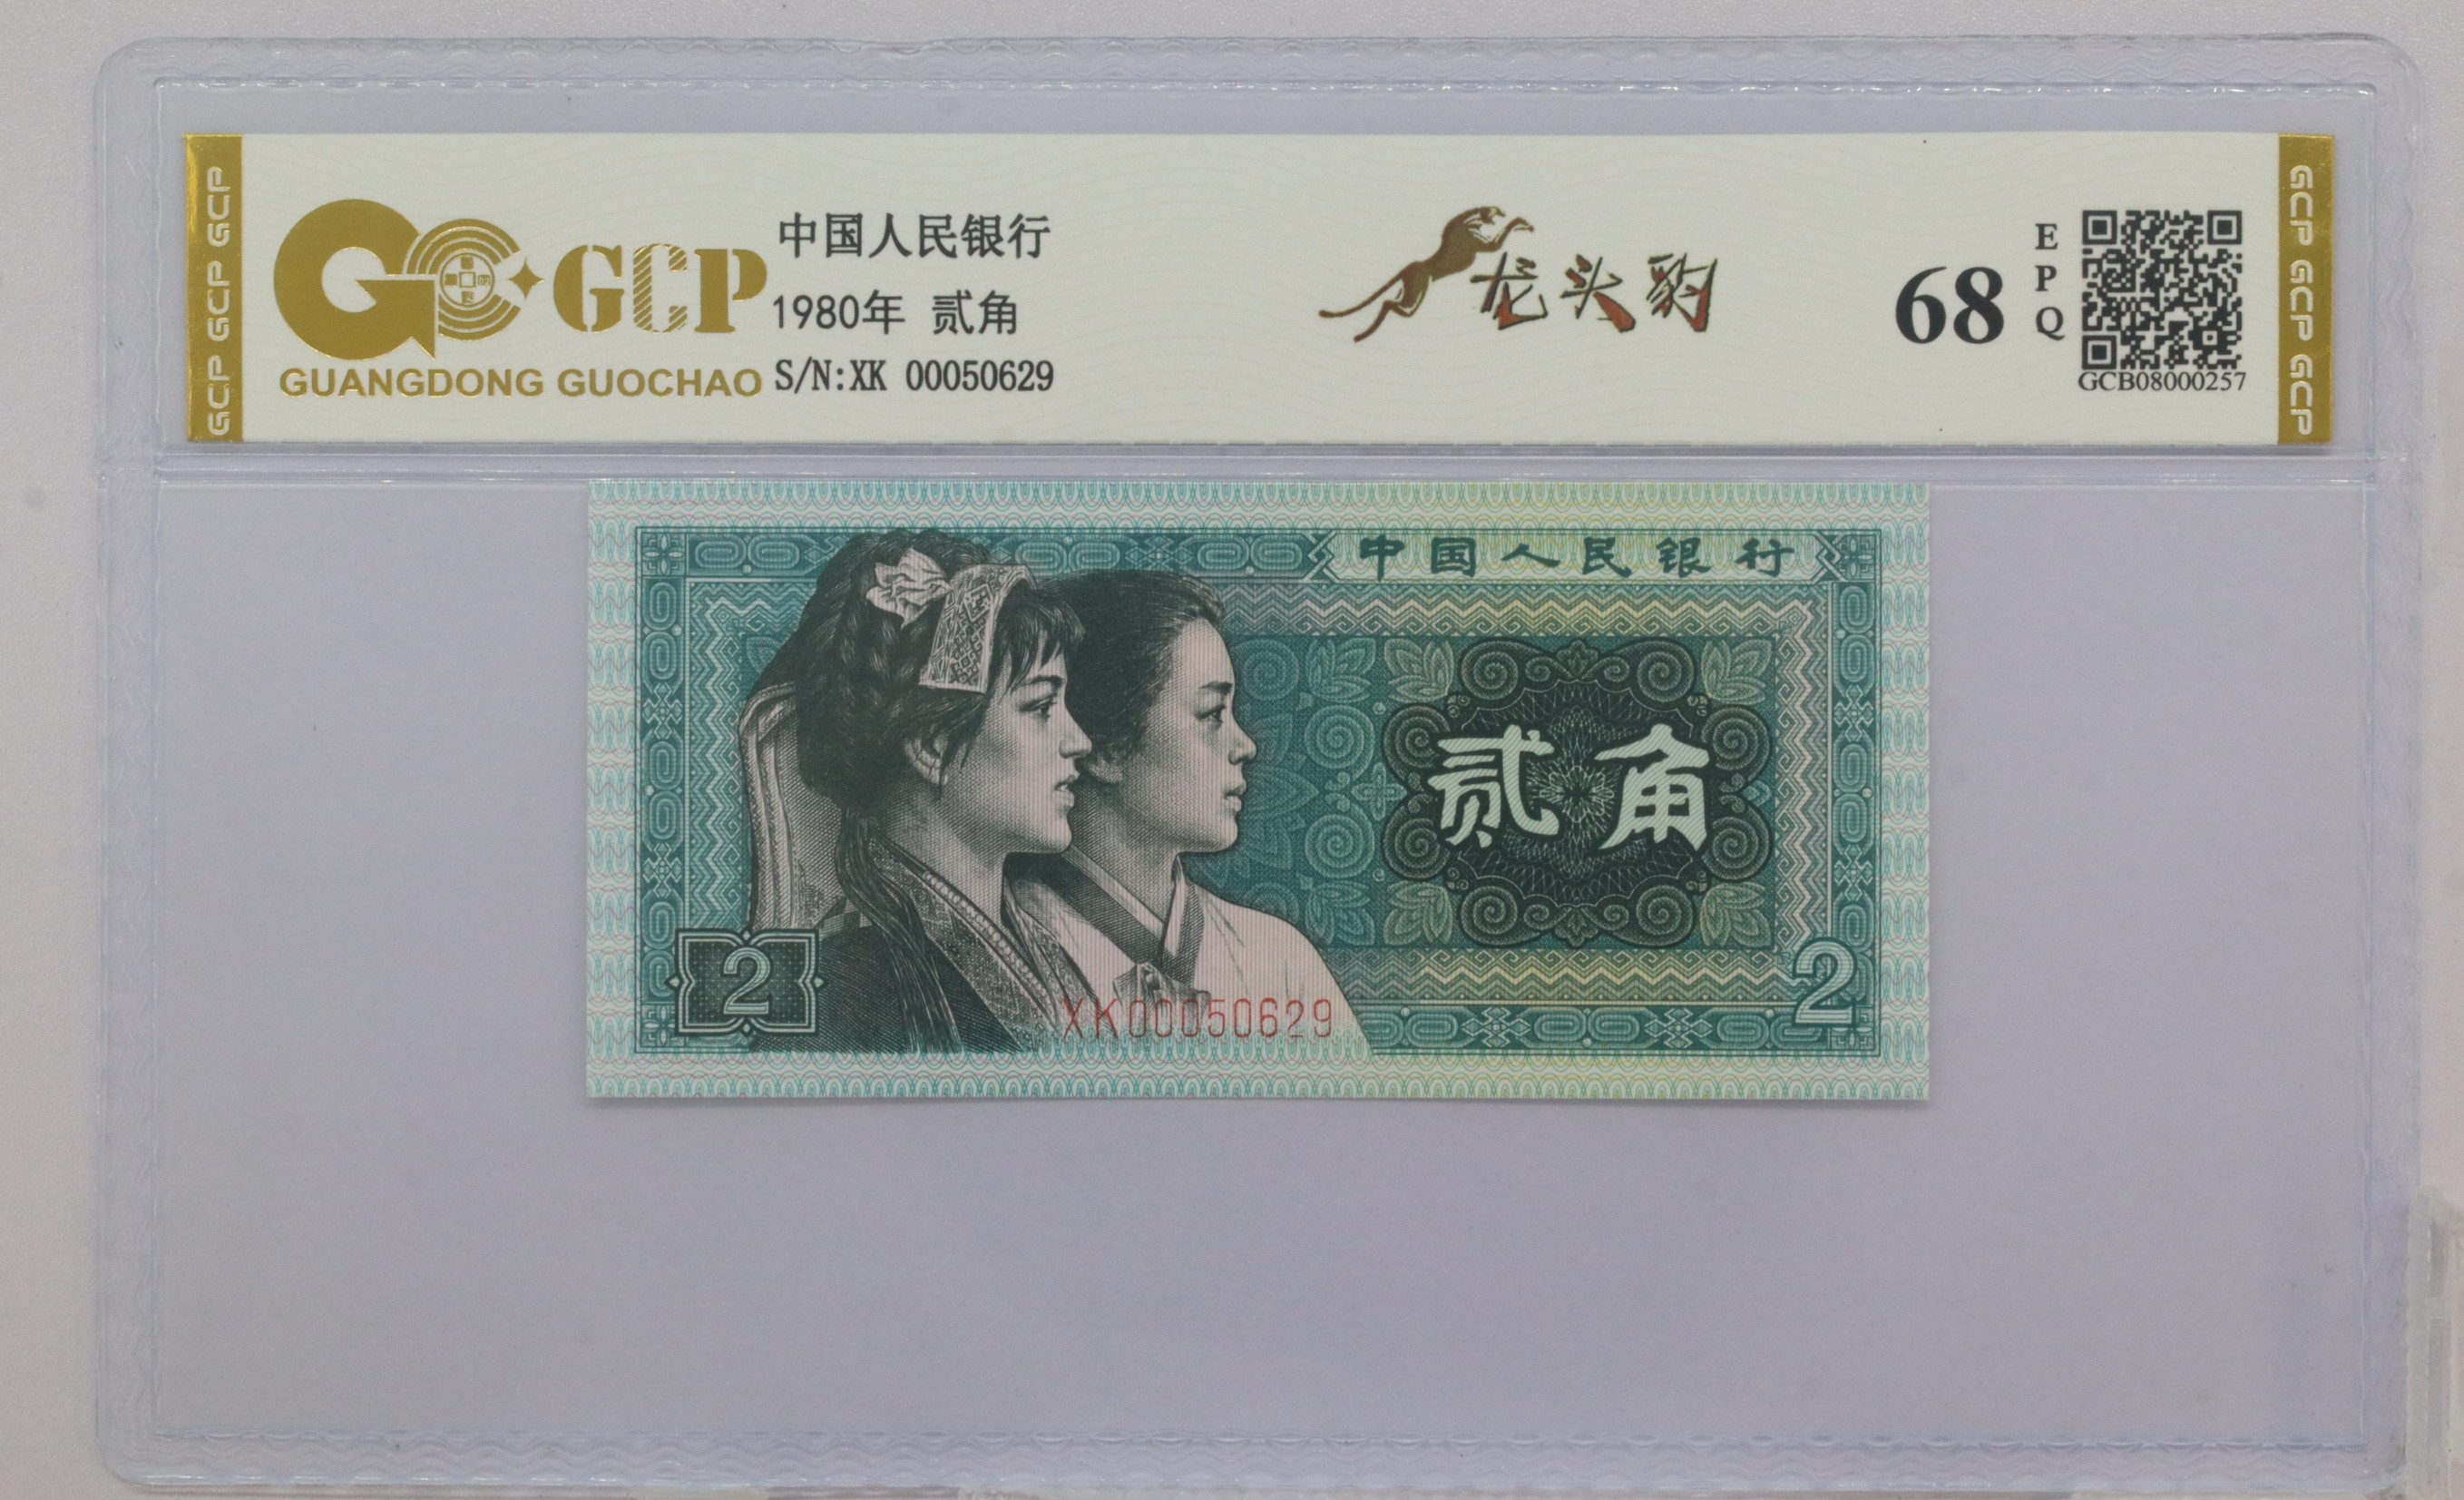 GCP GCP GCP
GCP
GUANGDONG GUOCHAO
中国人民银行
1980年 贰角
S/N:XK 00050629
龙头豹
68
EPQ
GCB08000257
GCP GCP GCP
中国人民银行
贰角
2
XK00050629
2